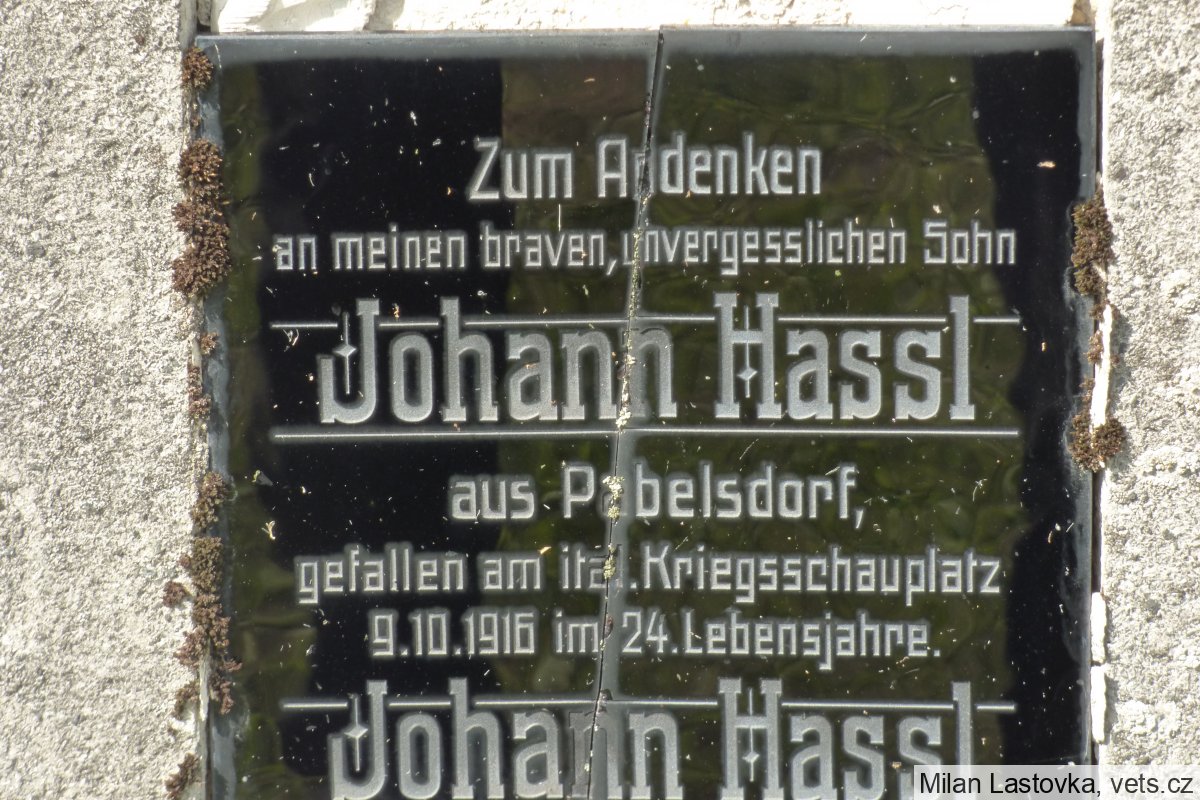 Zum Andenken
an meinen braven, unvergesslichen Sohn
Johann Hassl
aus Pabelsdorf,
gefallen am ital. Kriegsschauplatz
9.10.1916 im 24. Lebensjahre.
Johann Hassl
Milan Lastovka, vets.cz